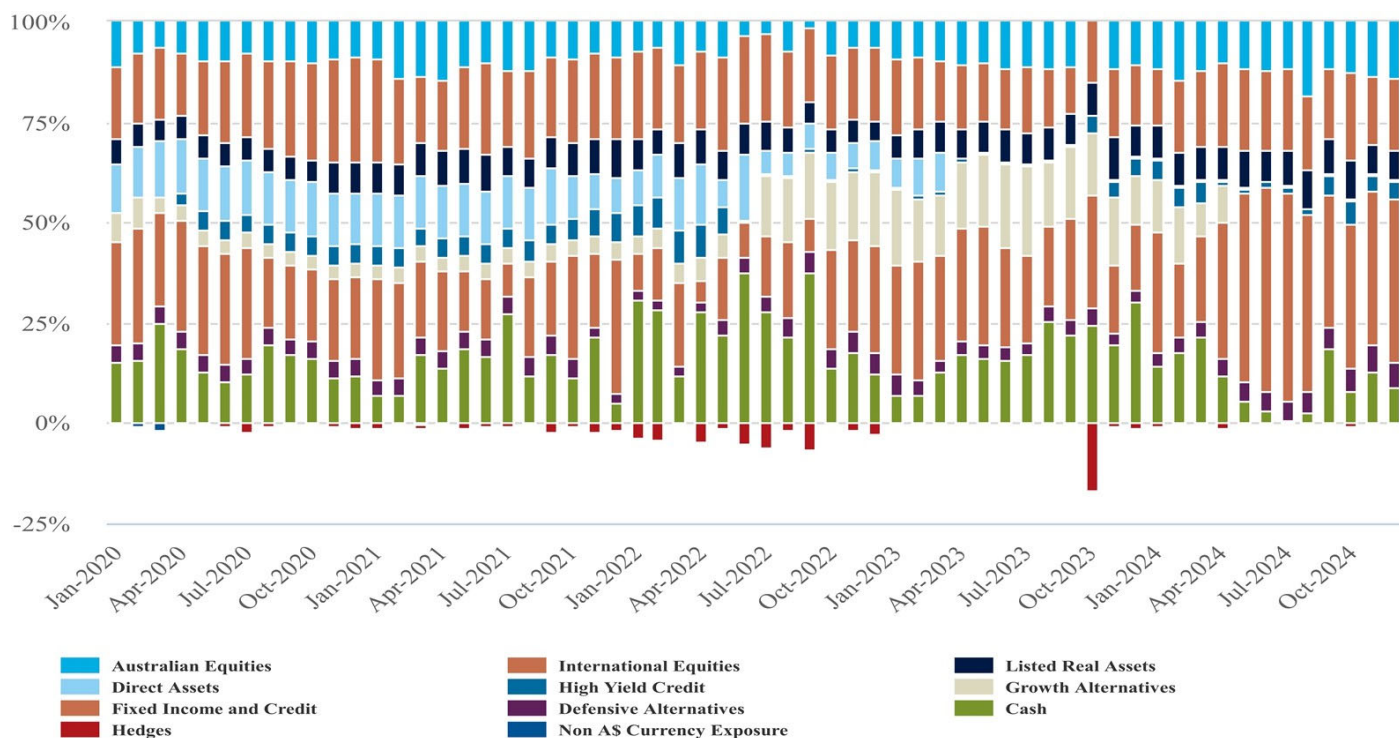 100%
75%
50%
25%
0%
-25%
Jan-2020
Apr-2020
Jul-2020
Oct-2020
Jan-2021
Apr-2021
Jul-2021
Oct-2021
Jan-2022
Apr-2022
Jul-2022
Oct-2022
Jan-2023
Apr-2023
Jul-2023
Oct-2023
Jan-2024
Apr-2024
Jul-2024
Oct-2024
Australian Equities International Equities Listed Real Assets
Direct Assets High Yield Credit Growth Alternatives
Fixed Income and Credit Defensive Alternatives Cash
Hedges Non A$ Currency Exposure